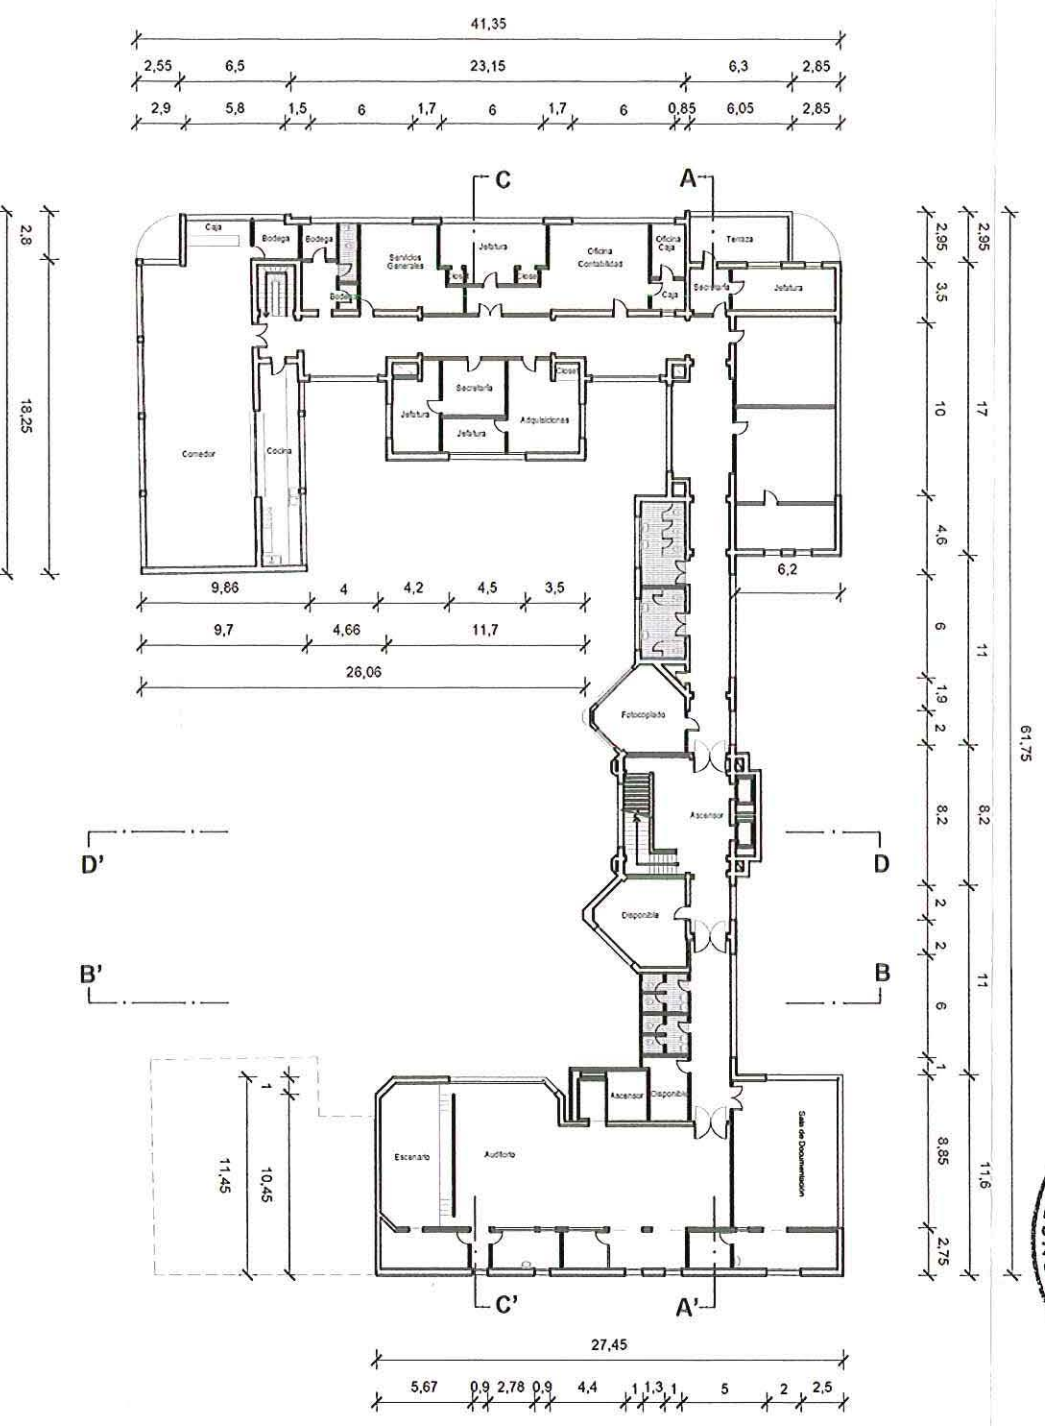 41,35
2,55 6,5 23,15 6,3 2,85
2,9 5,8 1,5 6 1,7 6 1,7 6 0,85 6,05 2,85
C A
2,8
18,25
Caja
Bodega
Bodega
Servicios
Generales
Jefatura
Closet
Closet
Oficina
Contabilidad
Oficina
Caja
Terraza
Bodega
Caja
Secretaría
Jefatura
2,95
3,5
10
4,6
6
1,9
2
8,2
2
2
6
1
8,85
2,75
2,95
17
11
8,2
11
11,6
61,75
Comedor
Cocina
Jefatura
Secretaría
Jefatura
Adquisiciones
Closet
6,2
9,86 4 4,2 4,5 3,5
9,7 4,66 11,7
26,06
Fotocopiado
Ascensor
D' D
Disponible
B' B
1
11,45
10,45
Ascensor
Disponible
Escenario
Auditorio
Sala de Documentación
C' A'
27,45
5,67 0,9 2,78 0,9 4,4 1 1,3 1 5 2 2,5